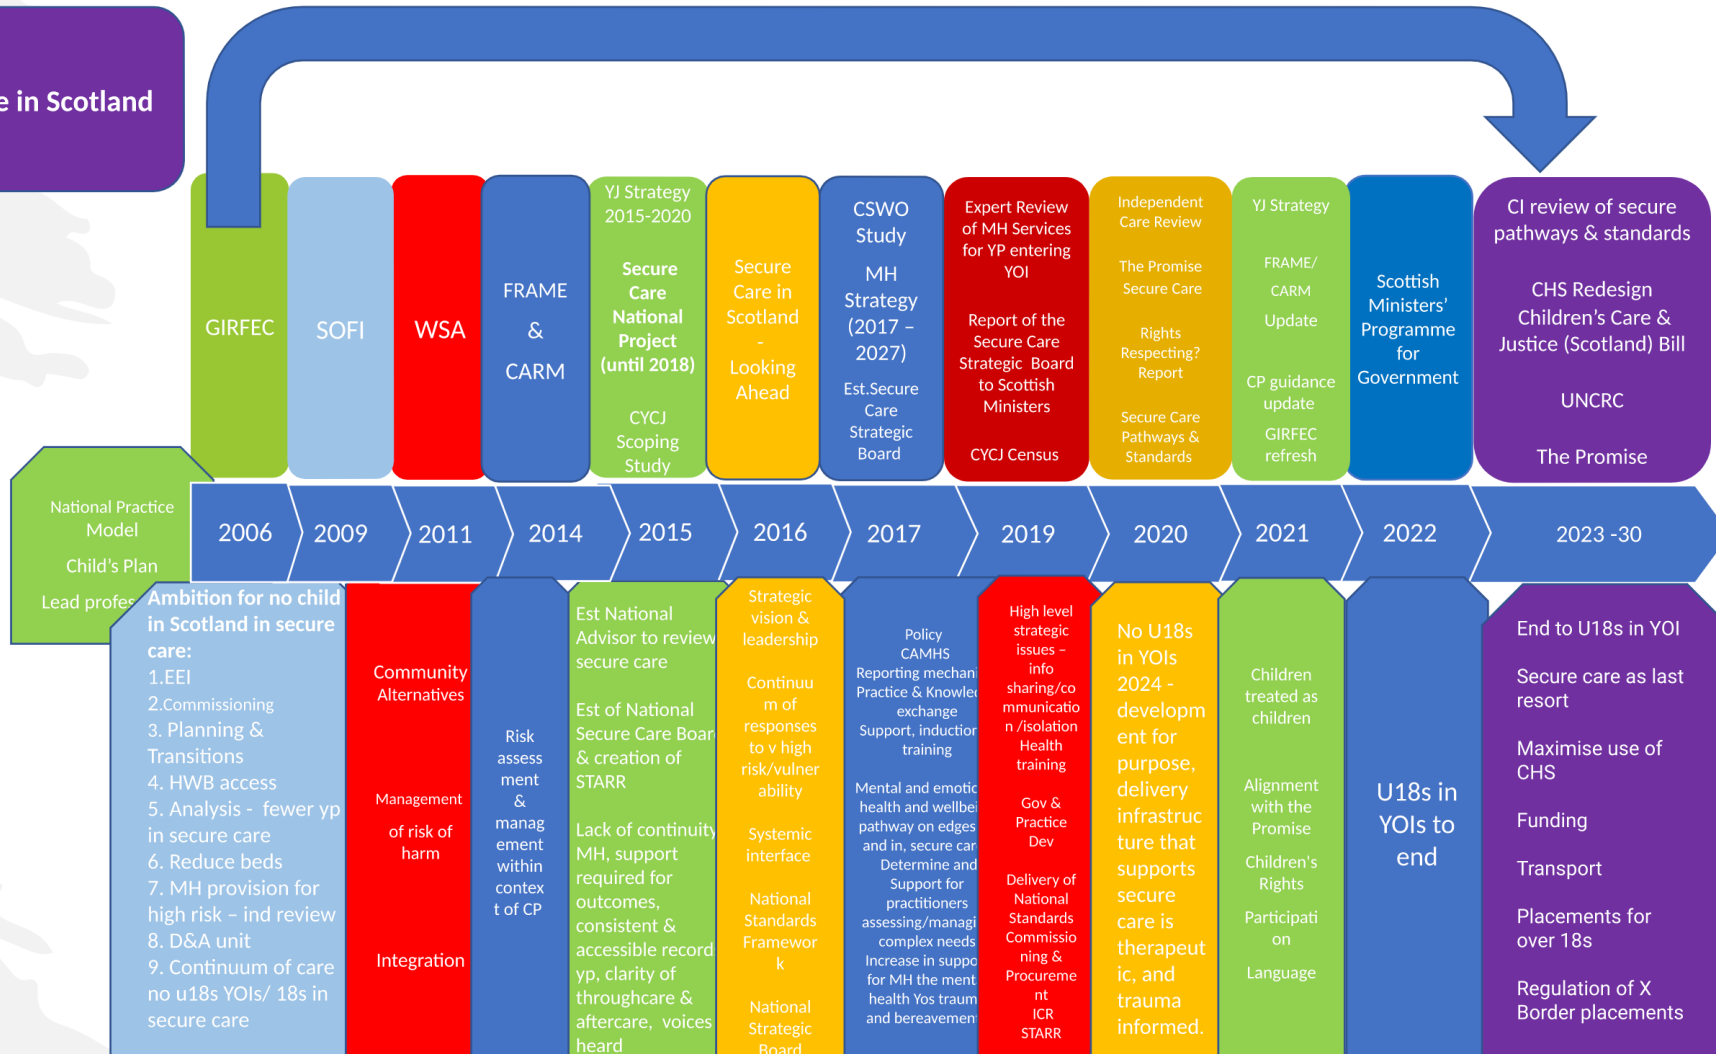 e in Scotland
GIRFEC
SOFI
WSA
FRAME
&
CARM
YJ Strategy
2015-2020
Secure
Care
National
Project
(until 2018)
CYCJ
Scoping
Study
Secure
Care in
Scotland
-
Looking
Ahead
CSWO
Study
MH
Strategy
(2017 –
2027)
Est.Secure
Care
Strategic
Board
Expert Review
of MH Services
for YP entering
YOI
Report of the
Secure Care
Strategic Board
to Scottish
Ministers
CYCJ Census
Independent
Care Review
The Promise
Secure Care
Rights
Respecting?
Report
Secure Care
Pathways &
Standards
YJ Strategy
FRAME/
CARM
Update
CP guidance
update
GIRFEC
refresh
Scottish
Ministers’
Programme
for
Government
CI review of secure
pathways & standards
CHS Redesign
Children’s Care &
Justice (Scotland) Bill
UNCRC
The Promise
2006
2009
2011
2014
2015
2016
2017
2019
2020
2021
2022
2023 -30
National Practice
Model
Child’s Plan
Lead profes
Ambition for no child
in Scotland in secure
care:
1.EEI
2.Commissioning
3. Planning &
Transitions
4. HWB access
5. Analysis - fewer yp
in secure care
6. Reduce beds
7. MH provision for
high risk – ind review
8. D&A unit
9. Continuum of care
no u18s YOIs/ 18s in
secure care
Community
Alternatives
Management
of risk of
harm
Integration
Risk
assess
ment
&
manag
ement
within
contex
t of CP
Est National
Advisor to review
secure care
Est of National
Secure Care Boar
& creation of
STARR
Lack of continuity
MH, support
required for
outcomes,
consistent &
accessible record
yp, clarity of
throughcare &
aftercare, voices
heard
Strategic
vision &
leadership
Continuu
m of
responses
to v high
risk/vulner
ability
Systemic
interface
National
Standards
Framewor
k
National
Strategic
Board
Policy
CAMHS
Reporting mechani
Practice & Knowled
exchange
Support, induction
training
Mental and emotic
health and wellbei
pathway on edges
and in, secure car
Determine and
Support for
practitioners
assessing/managi
complex needs
Increase in suppo
for MH the ment
health Yos traum
and bereavement
High level
strategic
issues –
info
sharing/co
mmunicatio
n /isolation
Health
training
Gov &
Practice
Dev
Delivery of
National
Standards
Commissio
ning &
Procureme
nt
ICR
STARR
No U18s
in YOIs
2024 -
developm
ent for
purpose,
delivery
infrastruc
ture that
supports
secure
care is
therapeut
ic, and
trauma
informed.
Children
treated as
children
Alignment
with the
Promise
Children’s
Rights
Participati
on
Language
U18s in
YOIs to
end
End to U18s in YOI
Secure care as last
resort
Maximise use of
CHS
Funding
Transport
Placements for
over 18s
Regulation of X
Border placements